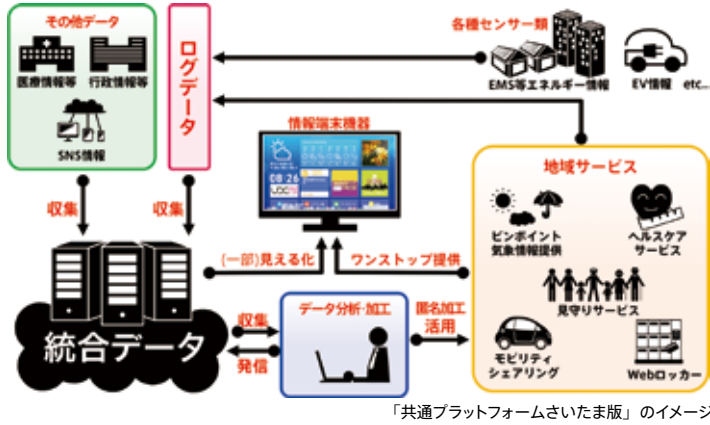 その他データ
医療情報等
行政情報等
SNS情報
ログデータ
各種センサー類
EMS等エネルギー情報
EV情報 etc...
情報端末機器
08:26
収集
収集
(一部)見える化
ワンストップ提供
地域サービス
ピンポイント
気象情報提供
ヘルスケア
サービス
見守りサービス
モビリティ
シェアリング
Webロッカー
統合データ
収集
発信
データ分析・加工
匿名加工
活用
「共通プラットフォームさいたま版」のイメージ